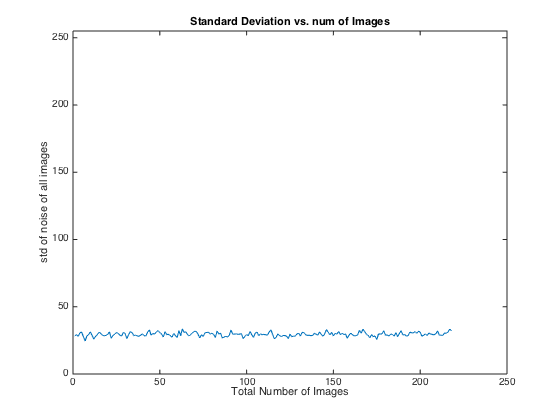 Standard Deviation vs. num of Images
250
200
150
100
50
0
std of noise of all images
0 50 100 150 200 250
Total Number of Images